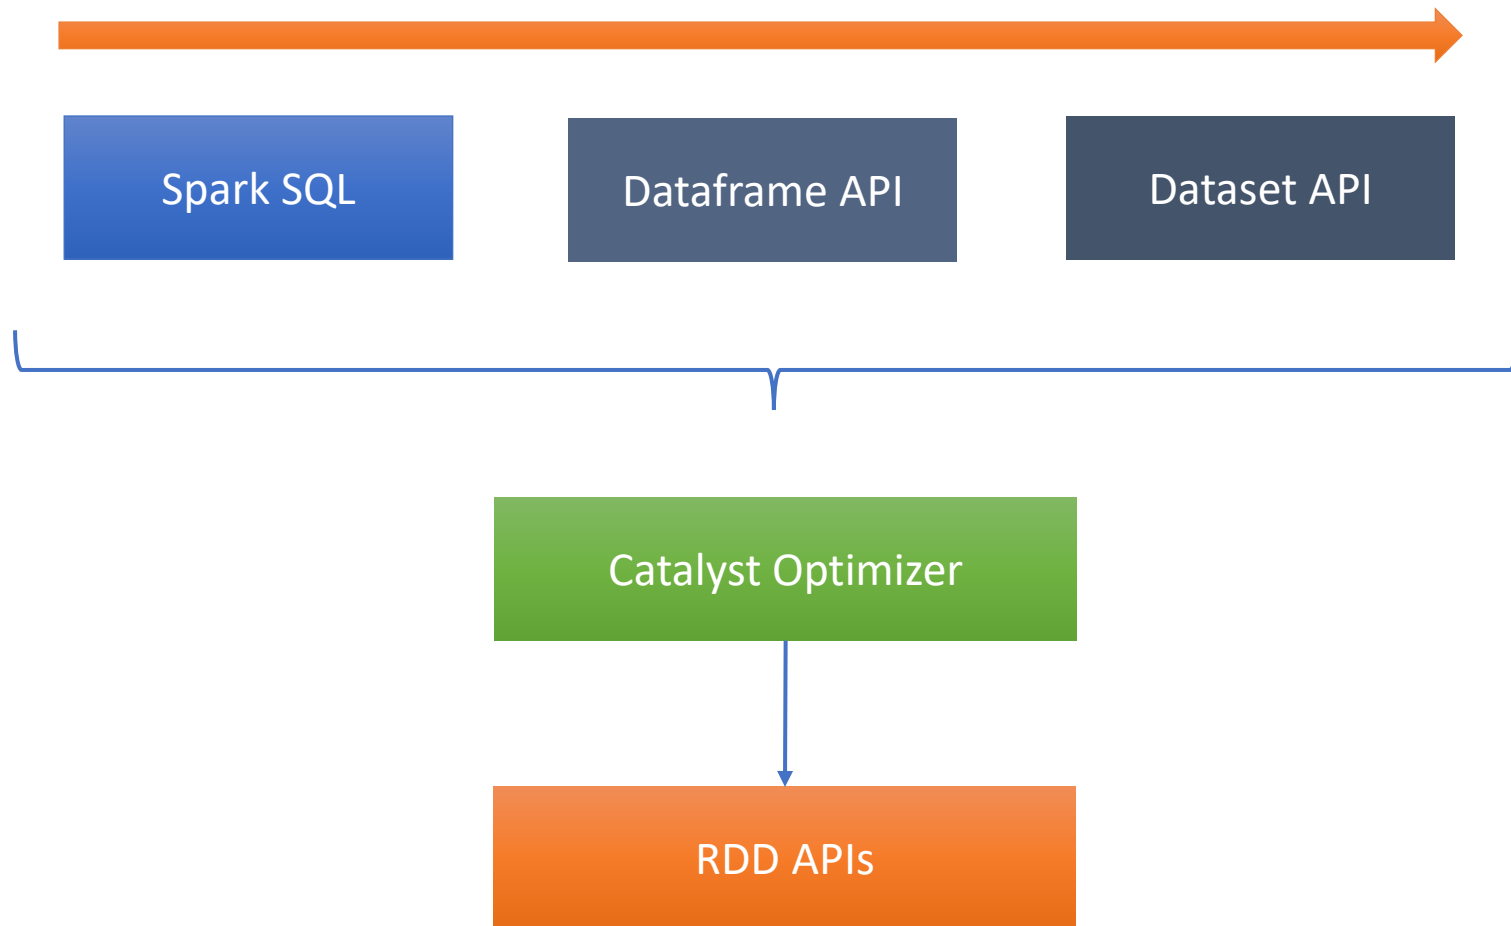 Spark SQL
Dataframe API
Dataset API
Catalyst Optimizer
RDD APIs